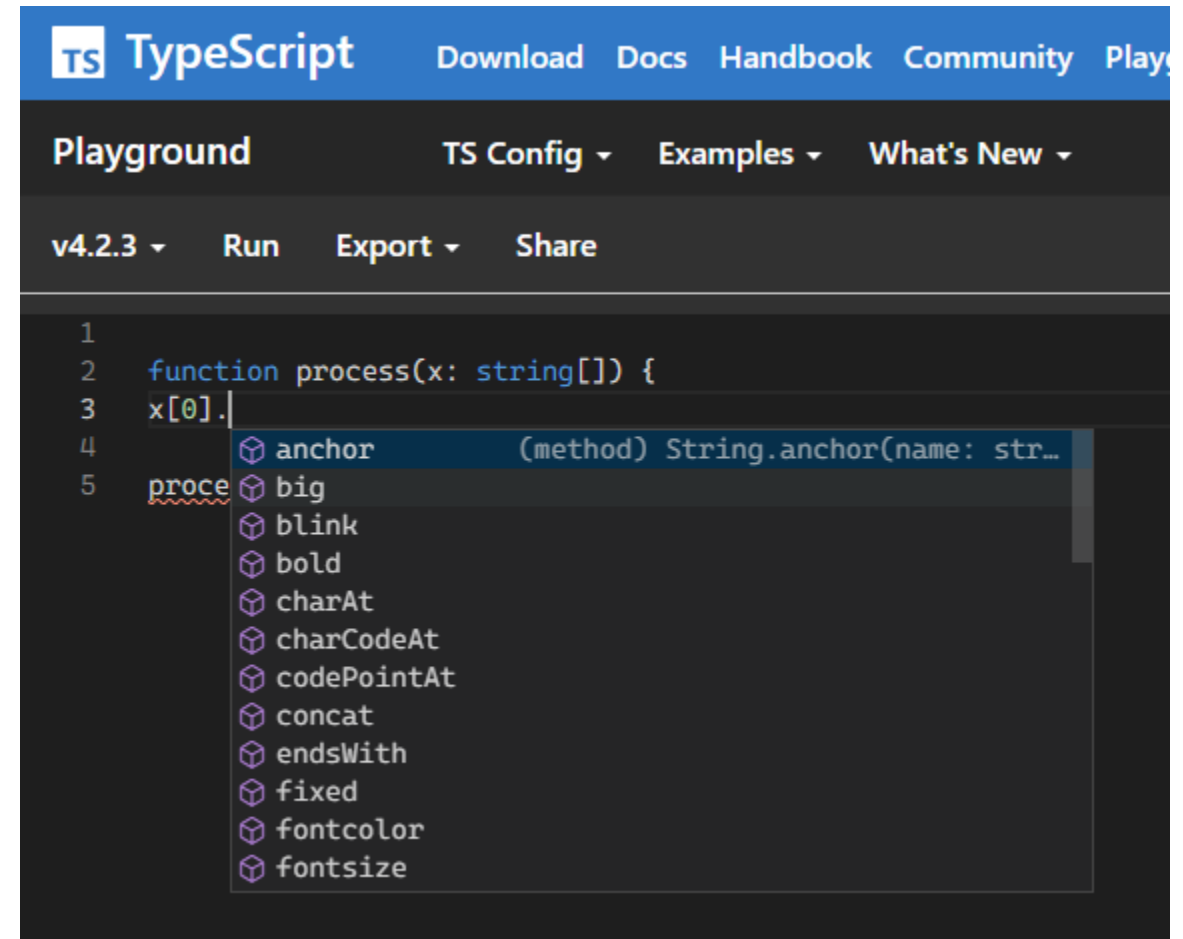 TS TypeScript Download Docs Handbook Community
Playground TS Config Examples What's New
v4.2.3 Run Export Share
1
2 function process(x: string[]) {
3 x[0].
4 anchor (method) String.anchor(name: str…
5 proce big
blink
bold
charAt
charCodeAt
codePointAt
concat
endsWith
fixed
fontcolor
fontsize